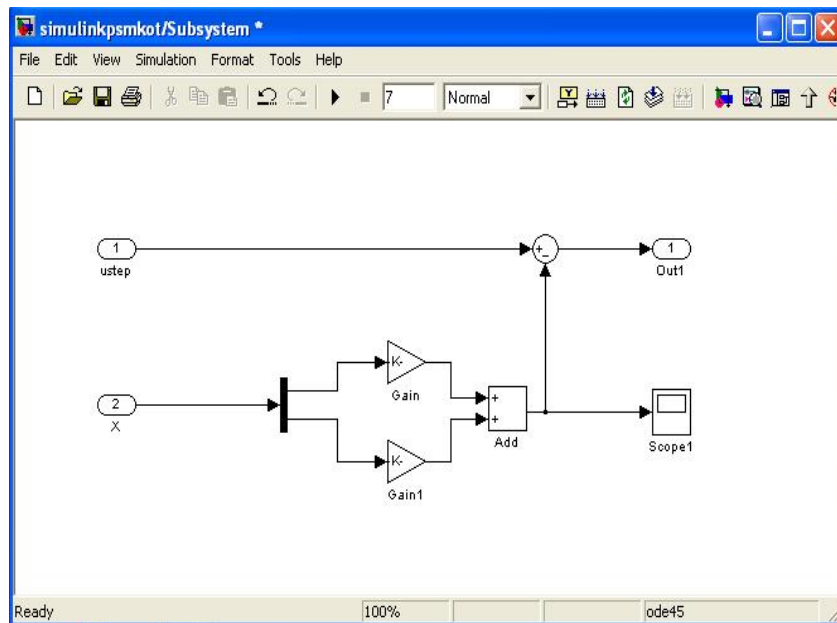 simulinkpsmkot/Subsystem *
File Edit View Simulation Format Tools Help
7 Normal
1
ustep
+
-
1
Out1
K-
Gain
2
X
+
+
Add
Scope1
K-
Gain1
Ready 100% ode45